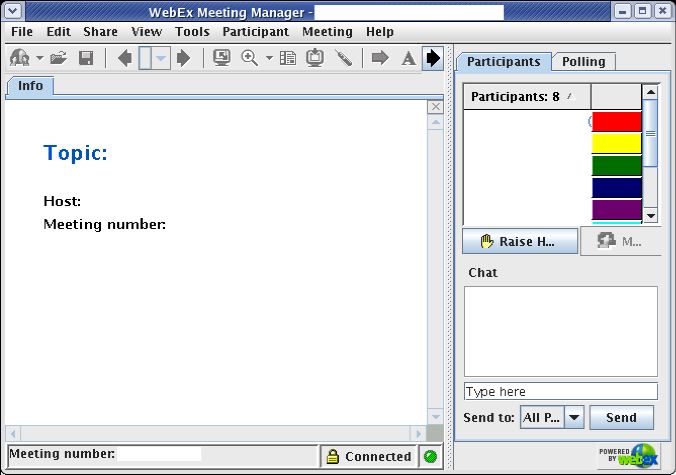 WebEx Meeting Manager -
File Edit Share View Tools Participant Meeting Help
Info
Topic:
Host:
Meeting number:
Participants Polling
Participants: 8
Raise H... M...
Chat
Type here
Send to: All P... Send
Meeting number: Connected
POWERED
BY webex